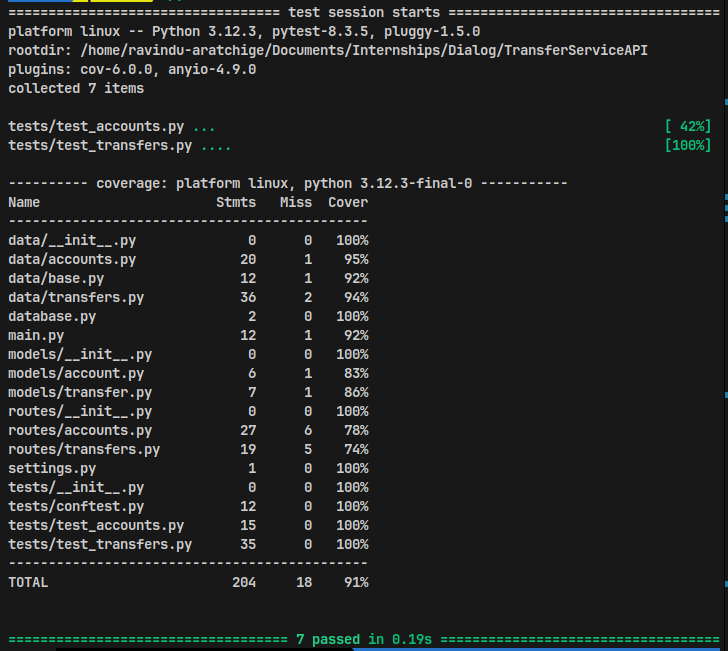 ================================== test session starts ===================================
platform linux -- Python 3.12.3, pytest-8.3.5, pluggy-1.5.0
rootdir: /home/ravindu-aratchige/Documents/Internships/Dialog/TransferServiceAPI
plugins: cov-6.0.0, anyio-4.9.0
collected 7 items
tests/test_accounts.py ... [ 42%]
tests/test_transfers.py .... [100%]
---------- coverage: platform linux, python 3.12.3-final-0 -----------
Name Stmts Miss Cover
---------------------------------------------
data/__init__.py 0 0 100%
data/accounts.py 20 1 95%
data/base.py 12 1 92%
data/transfers.py 36 2 94%
database.py 2 0 100%
main.py 12 1 92%
models/__init__.py 0 0 100%
models/account.py 6 1 83%
models/transfer.py 7 1 86%
routes/__init__.py 0 0 100%
routes/accounts.py 27 6 78%
routes/transfers.py 19 5 74%
settings.py 1 0 100%
tests/__init__.py 0 0 100%
tests/conftest.py 12 0 100%
tests/test_accounts.py 15 0 100%
tests/test_transfers.py 35 0 100%
---------------------------------------------
TOTAL 204 18 91%
=================================== 7 passed in 0.19s ===================================